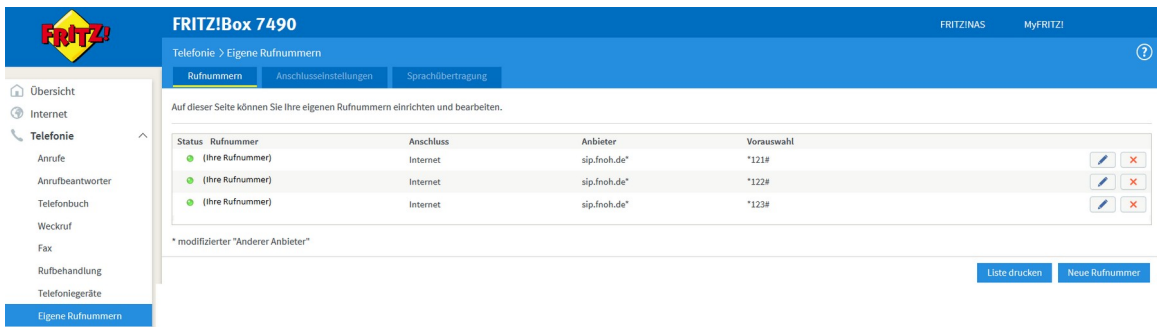 FRITZ!
FRITZ!Box 7490
FRITZ!NAS MyFRITZ!
Telefonie > Eigene Rufnummern ?
Rufnummern Anschlusseinstellungen Sprachübertragung
Übersicht
Internet
Telefonie
Anrufe
Anrufbeantworter
Telefonbuch
Weckruf
Fax
Rufbehandlung
Telefoniegeräte
Eigene Rufnummern
Auf dieser Seite können Sie Ihre eigenen Rufnummern einrichten und bearbeiten.
Status Rufnummer Anschluss Anbieter Vorauswahl
(Ihre Rufnummer) Internet sip.fnoh.de* *121#
(Ihre Rufnummer) Internet sip.fnoh.de* *122#
(Ihre Rufnummer) Internet sip.fnoh.de* *123#
* modifizierter "Anderer Anbieter"
Liste drucken Neue Rufnummer